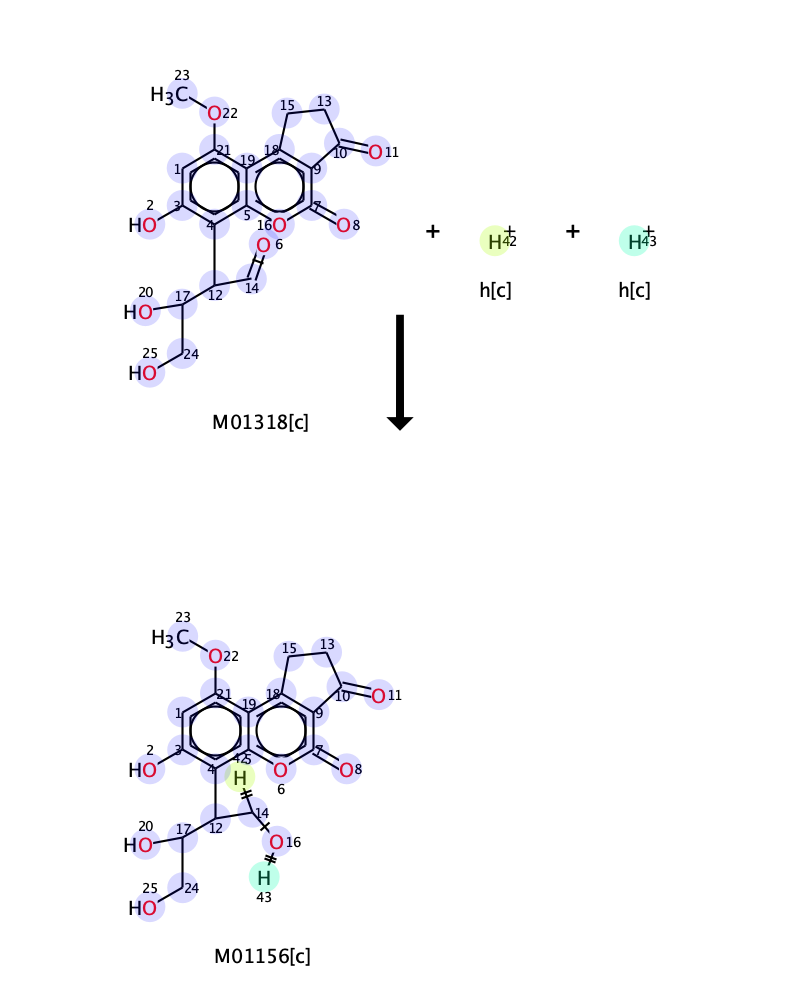 23
H3C
O 22
15 13
21
1 19 18 10 O 11
9
2 3 5 7
HO 4 16 O O 8
O 6
+ H+ 42 + H+ 43
h[c] h[c]
14
20 17 12
HO
25 24
HO
M01318[c]
23
H3C
O 22
15 13
21
1 19 18 10 O 11
9
2 3 4 42 5 7
HO H O O 8
6
14
20 17 12 O 16
HO
25 24 H
HO 43
M01156[c]